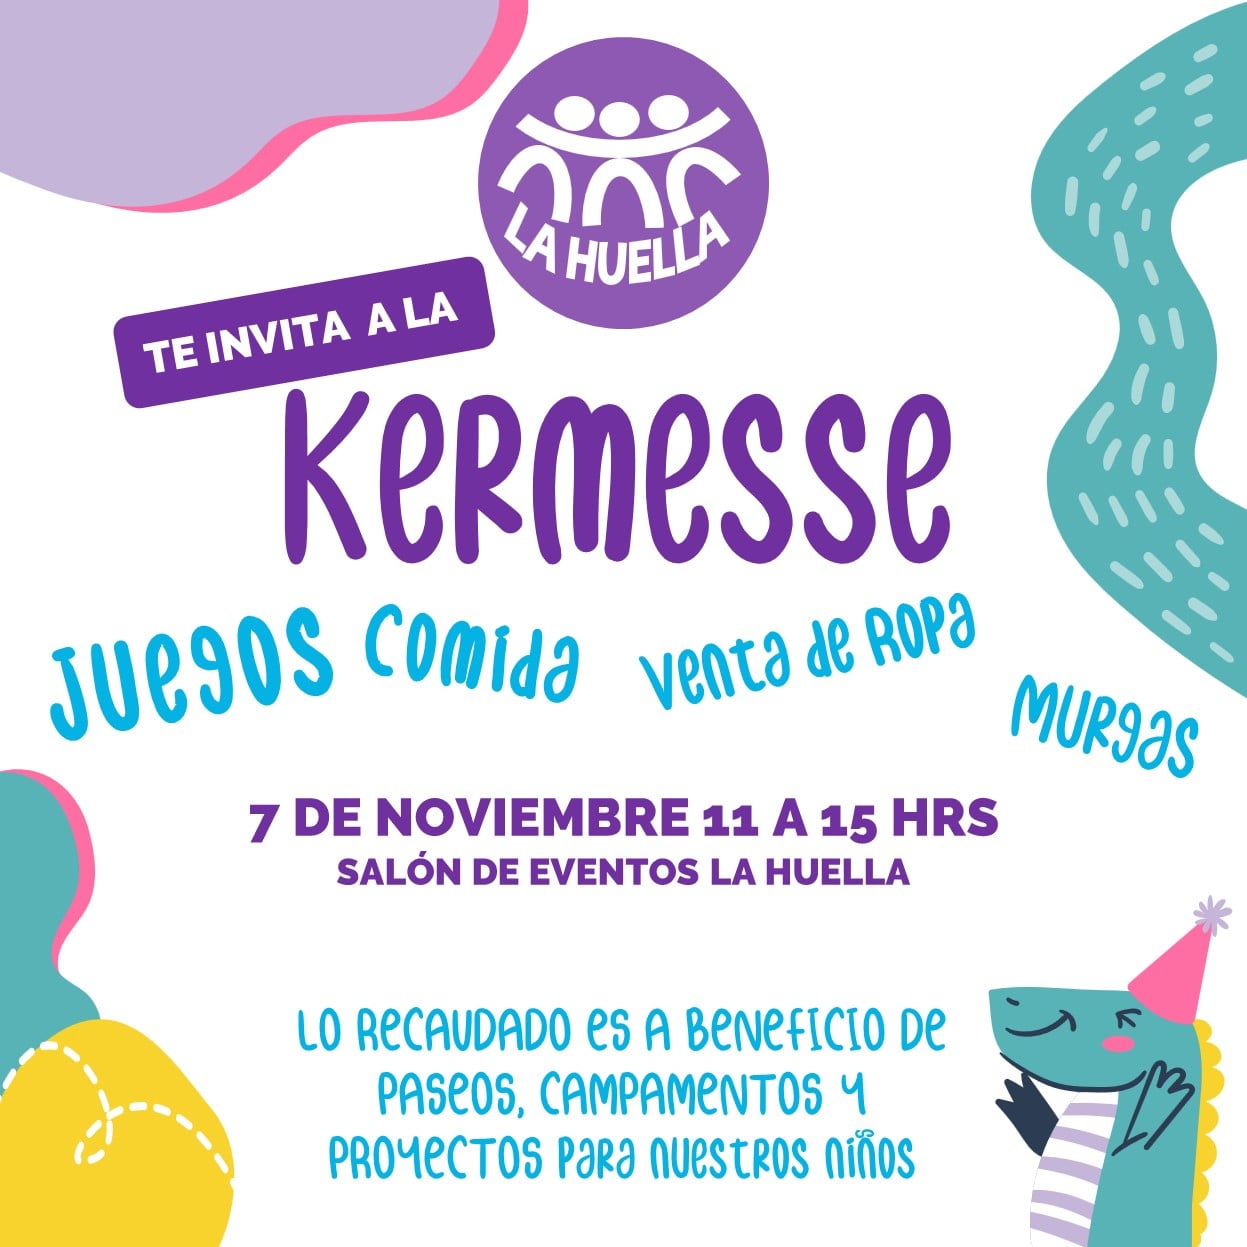 LA HUELLA
TE INVITA A LA
KERMESSE
JUEGOS COMIDA VENTA DE ROPA MURGAS
7 DE NOVIEMBRE 11 A 15 HRS
SALÓN DE EVENTOS LA HUELLA
LO RECAUDADO ES A BENEFICIO DE
PASEOS, CAMPAMENTOS Y
PROYECTOS PARA NUESTROS NIÑOS